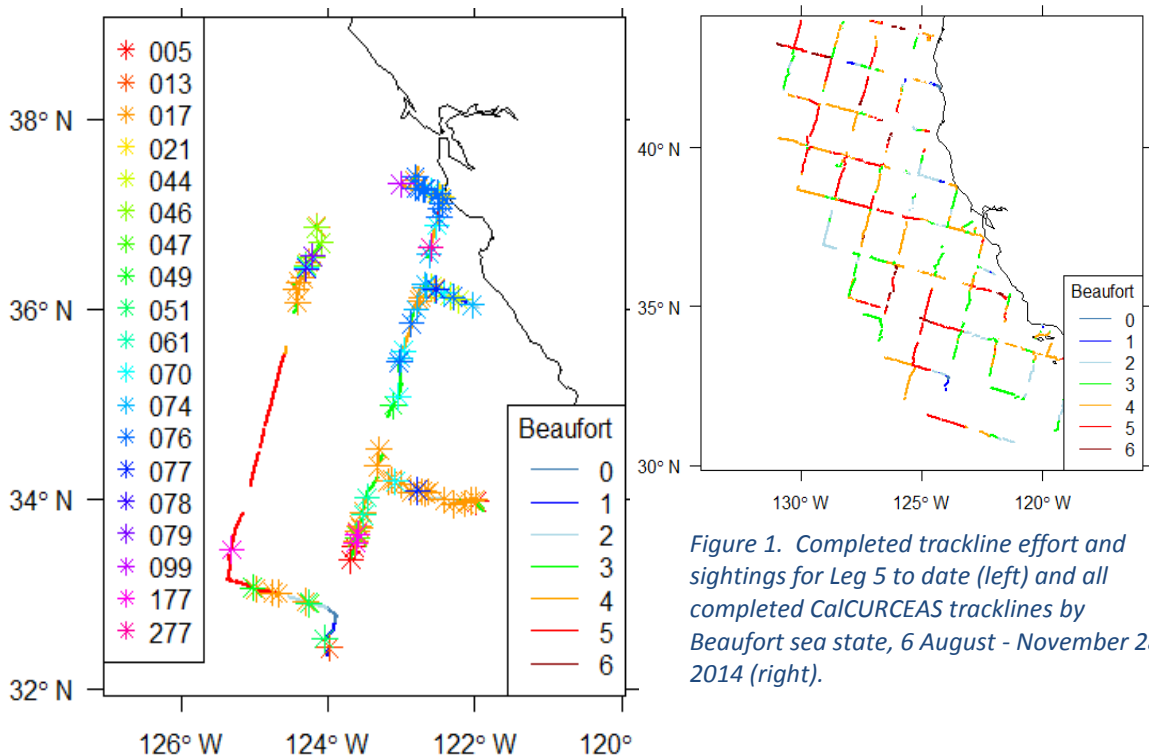 005
013
017
021
044
046
047
049
051
061
070
074
076
077
078
079
099
177
277
38° N
36° N
34° N
32° N
126° W
124° W
122° W
120°
Beaufort
0
1
2
3
4
5
6
40° N
35° N
30° N
130° W
125° W
120° W
Beaufort
0
1
2
3
4
5
6
Figure 1. Completed trackline effort and
sightings for Leg 5 to date (left) and all
completed CalCURCEAS tracklines by
Beaufort sea state, 6 August - November
2014 (right).